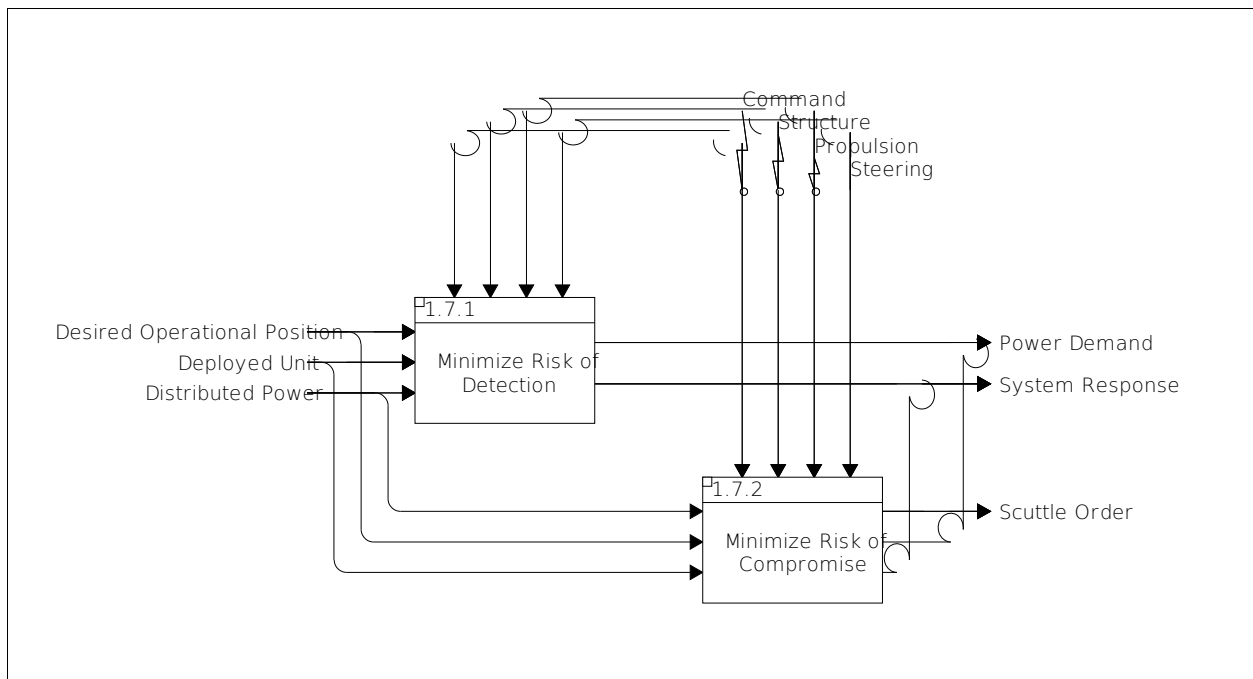 Command
Structure
Propulsion
Steering
1.7.1
Desired Operational Position
Deployed Unit
Distributed Power
Minimize Risk of
Detection
Power Demand
System Response
1.7.2
Scuttle Order
Minimize Risk of
Compromise